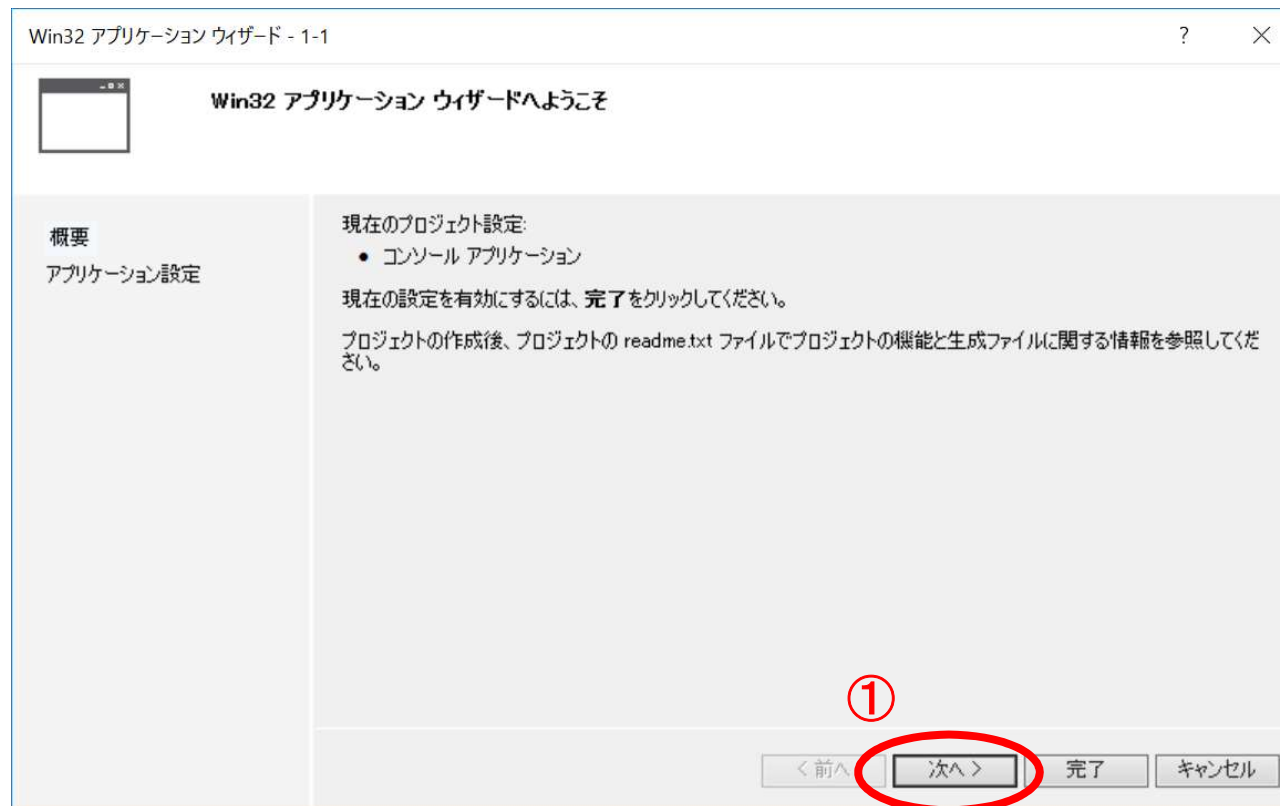 Win32 アプリケーション ウィザード - 1-1
Win32 アプリケーション ウィザードへようこそ
概要
アプリケーション設定
現在のプロジェクト設定:
• コンソール アプリケーション
現在の設定を有効にするには、完了をクリックしてください。
プロジェクトの作成後、プロジェクトの readme.txt ファイルでプロジェクトの機能と生成ファイルに関する情報を参照してくだ
さい。
①
< 前へ
次へ >
完了
キャンセル